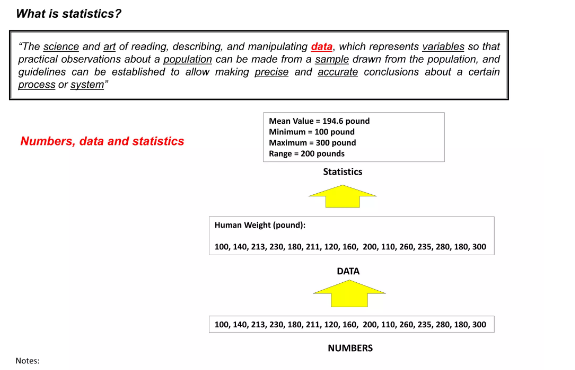 What is statistics?
“The science and art of reading, describing, and manipulating data, which represents variables so that
practical observations about a population can be made from a sample drawn from the population, and
guidelines can be established to allow making precise and accurate conclusions about a certain
process or system”
Numbers, data and statistics
Mean Value = 194.6 pound
Minimum = 100 pound
Maximum = 300 pound
Range = 200 pounds
Statistics
Human Weight (pound):
100, 140, 213, 230, 180, 211, 120, 160, 200, 110, 260, 235, 280, 180, 300
DATA
100, 140, 213, 230, 180, 211, 120, 160, 200, 110, 260, 235, 280, 180, 300
NUMBERS
Notes: